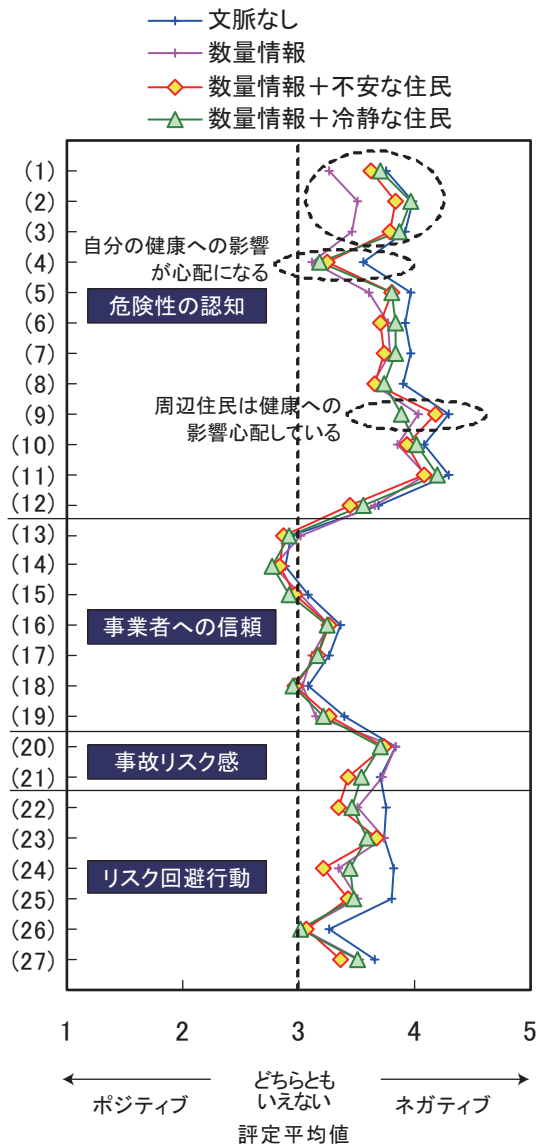 文脈なし
数量情報
数量情報＋不安な住民
数量情報＋冷静な住民
(1)
(2)
(3)
自分の健康への影響
が心配になる
(4)
(5)
危険性の認知
(6)
(7)
(8)
周辺住民は健康への
影響心配している
(9)
(10)
(11)
(12)
(13)
(14)
(15)
事業者への信頼
(16)
(17)
(18)
(19)
(20)
事故リスク感
(21)
(22)
(23)
(24)
リスク回避行動
(25)
(26)
(27)
1 2 3 4 5
ポジティブ
どちらとも
いえない
ネガティブ
評定平均値